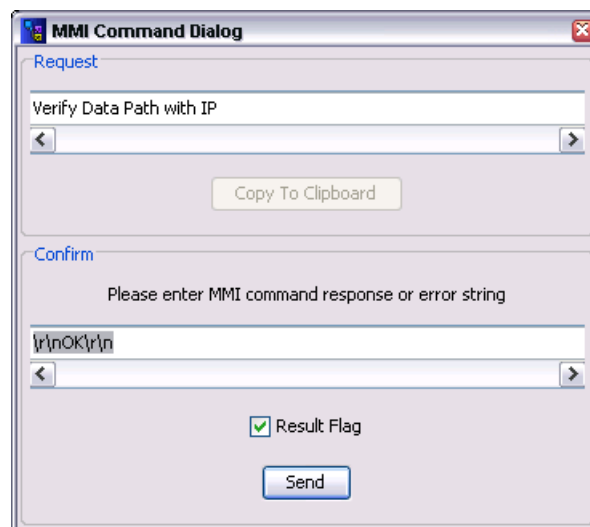 MMI Command Dialog
Request
Verify Data Path with IP
Copy To Clipboard
Confirm
Please enter MMI command response or error string
\r\nOK\r\n
Result Flag
Send